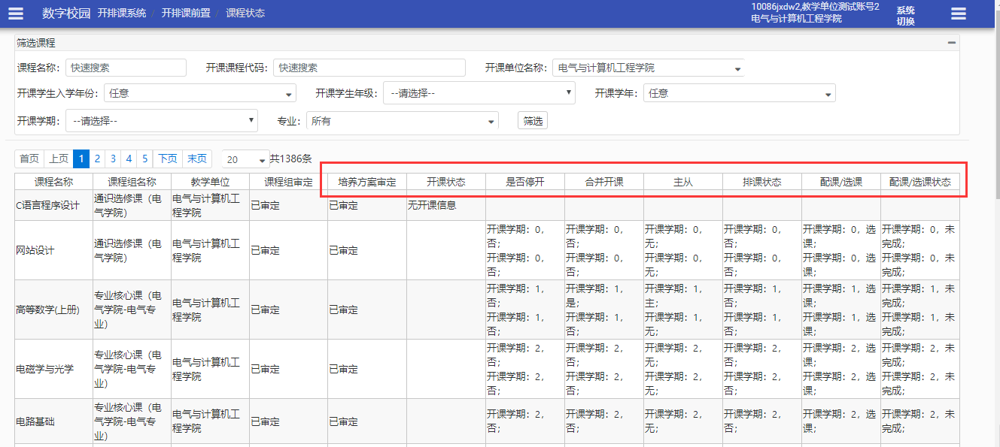 数字校园 开排课系统 / 开排课前置 / 课程状态
10086jxdw2,教学单位测试账号2
电气与计算机工程学院
系统
切换
筛选课程
课程名称: 快速搜索 开课课程代码: 快速搜索 开课单位名称: 电气与计算机工程学院
开课学生入学年份: 任意 开课学生年级: --请选择-- 开课学年: 任意
开课学期: --请选择-- 专业: 所有 筛选
首页 上页 1 2 3 4 5 下页 末页 20 共1386条
课程名称 课程组名称 教学单位 课程组审定 培养方案审定 开课状态 是否停开 合并开课 主从 排课状态 配课/选课 配课/选课状态
C语言程序设计
通识选修课（电
气学院）
电气与计算机工
程学院
已审定
已审定
无开课信息
网站设计
通识选修课（电
气学院）
电气与计算机工
程学院
已审定
已审定
开课学期：0,
否;
开课学期：0,
否;
开课学期：0,
否;
开课学期：0,
否;
开课学期：0,
无;
开课学期：0,
无;
开课学期：0,
否;
开课学期：0,
否;
开课学期：0, 选
课;
开课学期：0, 选
课;
开课学期：0, 未
完成;
开课学期：0, 未
完成;
高等数学(上册)
专业核心课（电
气学院-电气专
业）
电气与计算机工
程学院
已审定
已审定
开课学期：1,
否;
开课学期：1,
否;
开课学期：1,
是;
开课学期：1,
否;
开课学期：1,
主;
开课学期：1,
无;
开课学期：1,
否;
开课学期：1,
否;
开课学期：1, 选
课;
开课学期：1, 选
课;
开课学期：1, 未
完成;
开课学期：1, 未
完成;
电磁学与光学
专业核心课（电
气学院-电气专
业）
电气与计算机工
程学院
已审定
已审定
开课学期：2,
否;
开课学期：2,
否;
开课学期：2,
否;
开课学期：2,
否;
开课学期：2,
无;
开课学期：2,
无;
开课学期：2,
否;
开课学期：2,
否;
开课学期：2, 选
课;
开课学期：2, 选
课;
开课学期：2, 未
完成;
开课学期：2, 未
完成;
电路基础
专业核心课（电
气学院-电气专
业）
电气与计算机工
程学院
已审定
已审定
开课学期：2,
否;
开课学期：2,
否;
开课学期：2,
无;
开课学期：2,
否;
开课学期：2, 选
课;
开课学期：2, 未
完成;